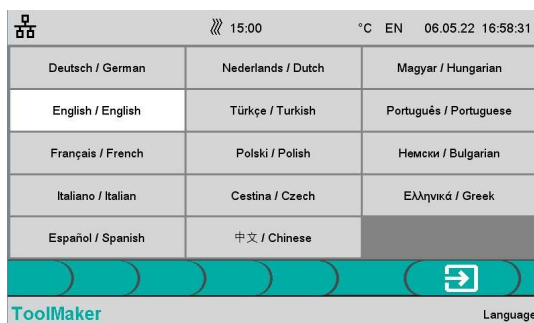 15:00 °C EN 06.05.22 16:58:31
Deutsch / German Nederlands / Dutch Magyar / Hungarian
English / English Türkçe / Turkish Português / Portuguese
Français / French Polski / Polish Немски / Bulgarian
Italiano / Italian Cestina / Czech Ελληνικά / Greek
Español / Spanish 中文 / Chinese
ToolMaker Language